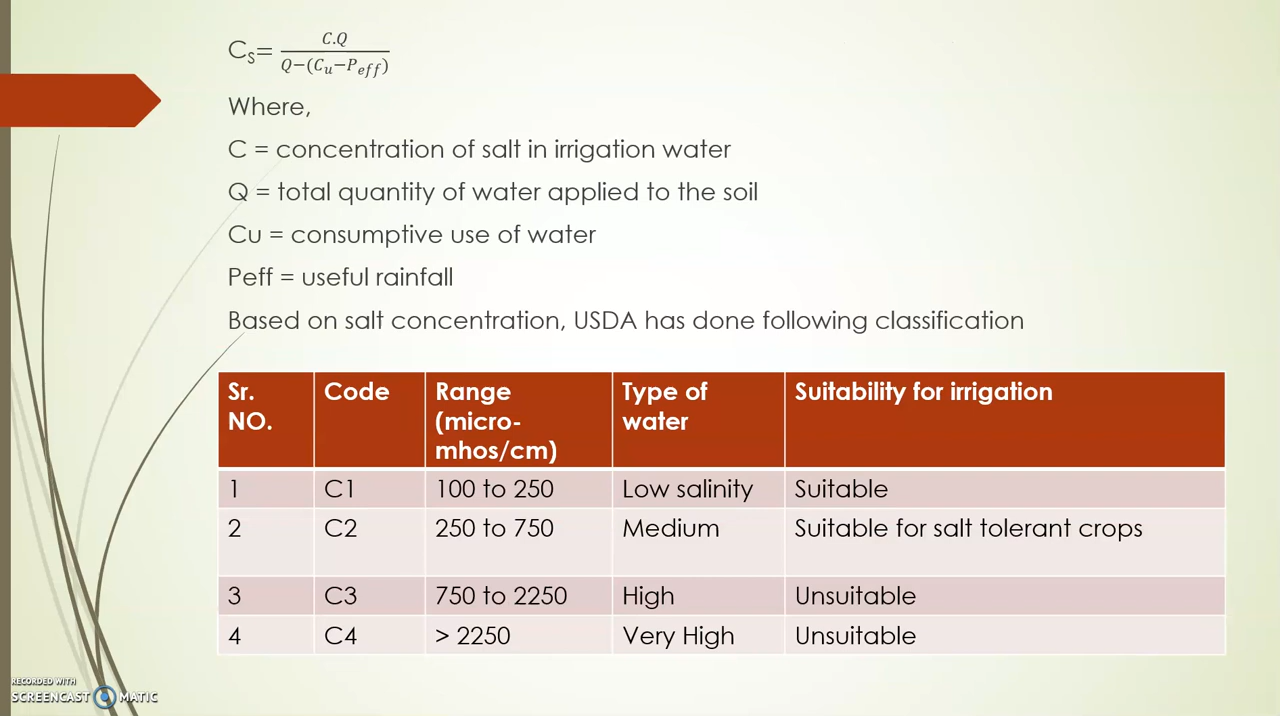 Cs= C.Q / Q−(Cu−Peff)
Where,
C = concentration of salt in irrigation water
Q = total quantity of water applied to the soil
Cu = consumptive use of water
Peff = useful rainfall
Based on salt concentration, USDA has done following classification
Sr. NO. Code Range (micro-mhos/cm) Type of water Suitability for irrigation
1 C1 100 to 250 Low salinity Suitable
2 C2 250 to 750 Medium Suitable for salt tolerant crops
3 C3 750 to 2250 High Unsuitable
4 C4 > 2250 Very High Unsuitable
RECORDED WITH
SCREENCAST MATIC